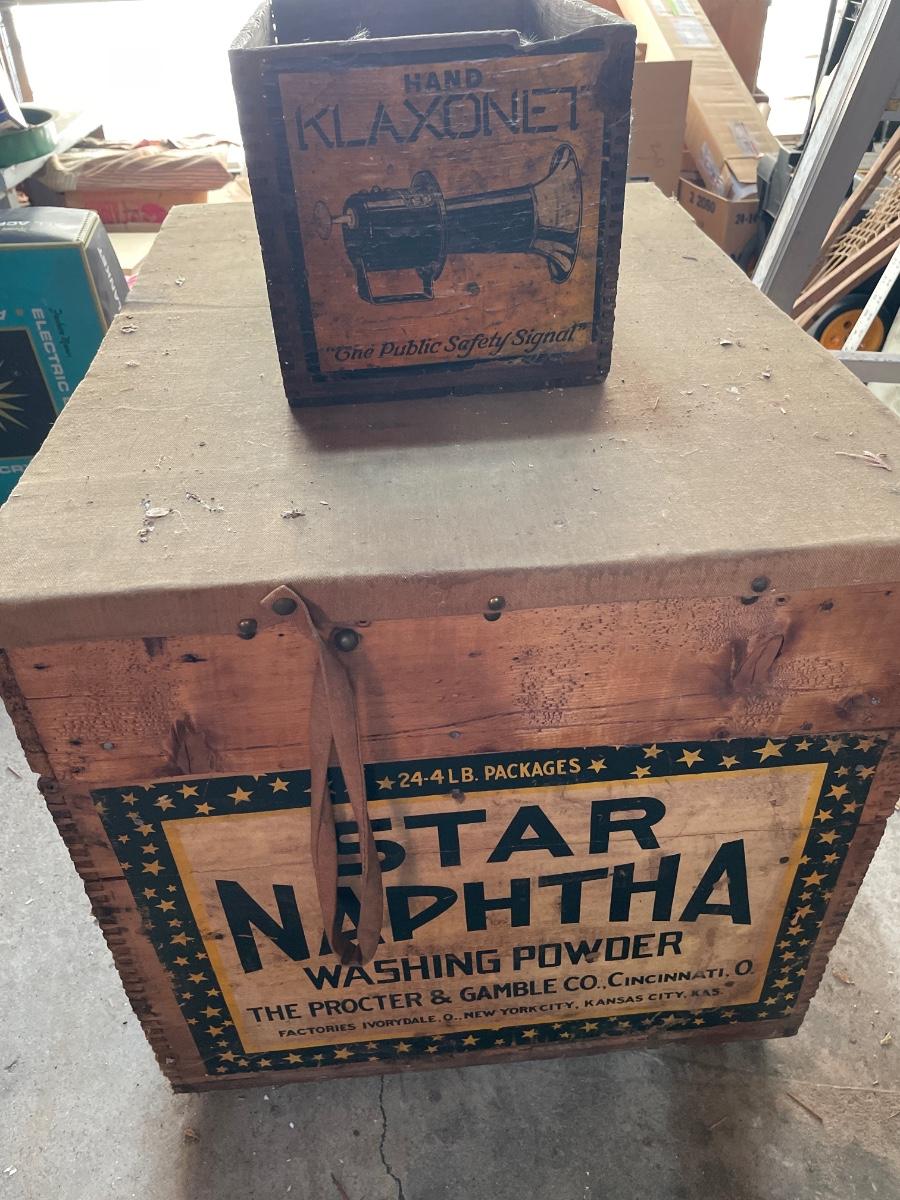 HAND
KLAXONET
"The Public Safety Signal"
ELECTRIC
24-4 LB. PACKAGES
STAR
NAPHTHA
WASHING POWDER
THE PROCTER & GAMBLE CO., CINCINNATI, O.
FACTORIES IVORYDALE, O., NEW YORK CITY, KANSAS CITY, KAS.